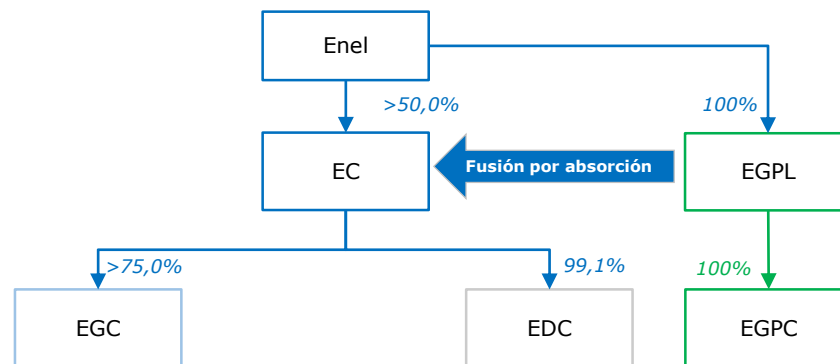 Enel
>50,0%
100%
EC
Fusión por absorción
EGPL
>75,0%
99,1%
100%
EGC
EDC
EGPC